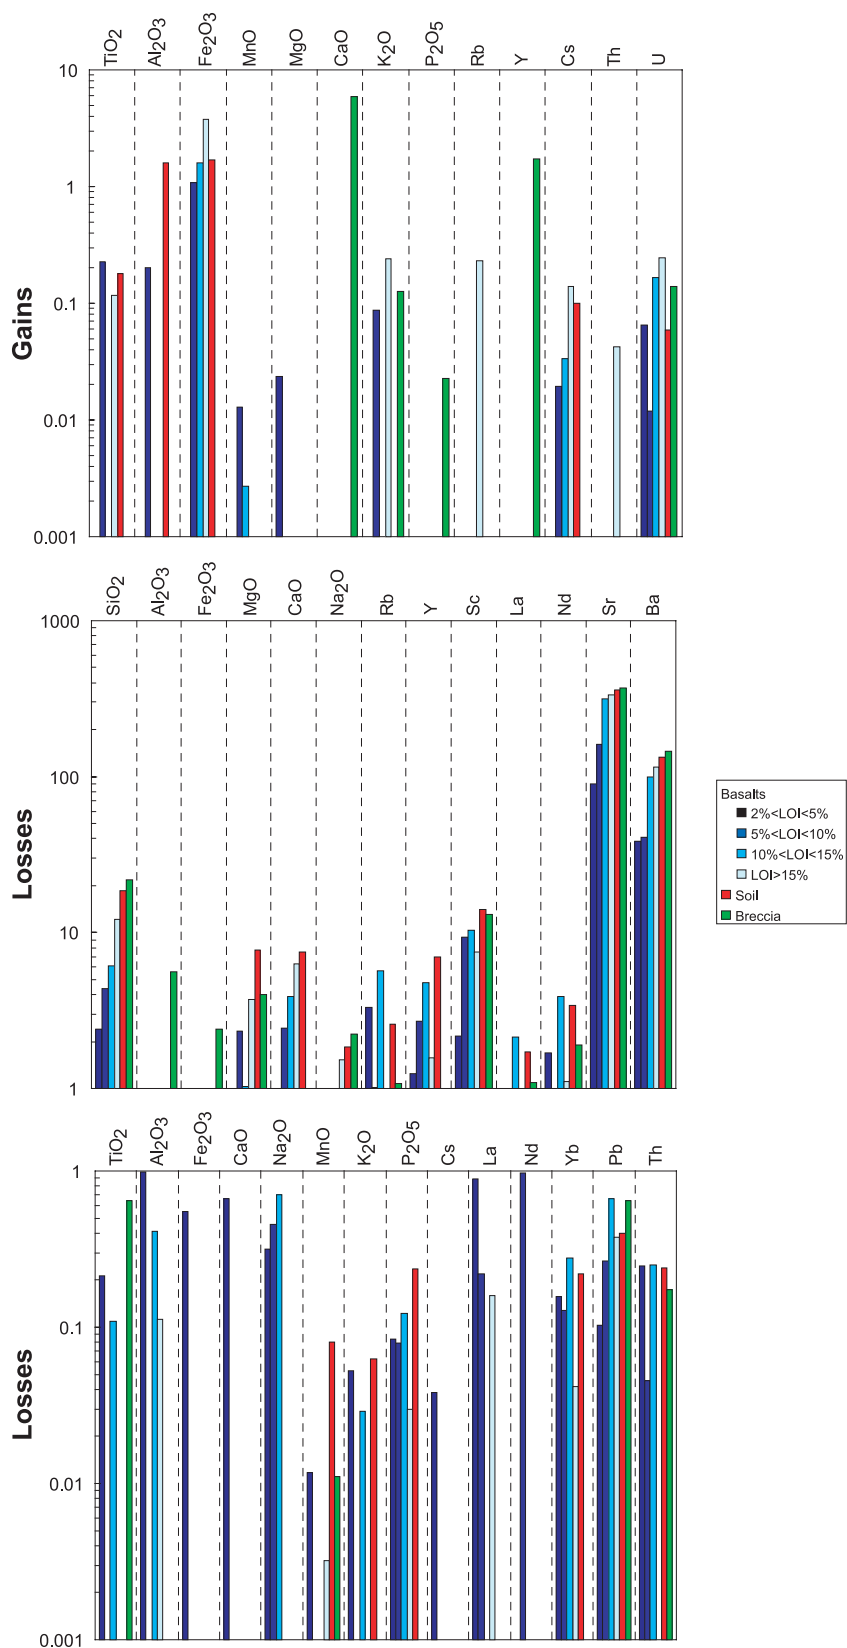 TiO2 Al2O3 Fe2O3 MnO MgO CaO K2O P2O5 Rb Y Cs Th U
10
1
0.1
0.01
0.001
Gains
SiO2 Al2O3 Fe2O3 MgO CaO Na2O Rb Y Sc La Nd Sr Ba
1000
100
10
1
Losses
Basalts
2%<LOI<5%
5%<LOI<10%
10%<LOI<15%
LOI>15%
Soil
Breccia
TiO2 Al2O3 Fe2O3 CaO Na2O MnO K2O P2O5 Cs La Nd Yb Pb Th
1
0.1
0.01
0.001
Losses